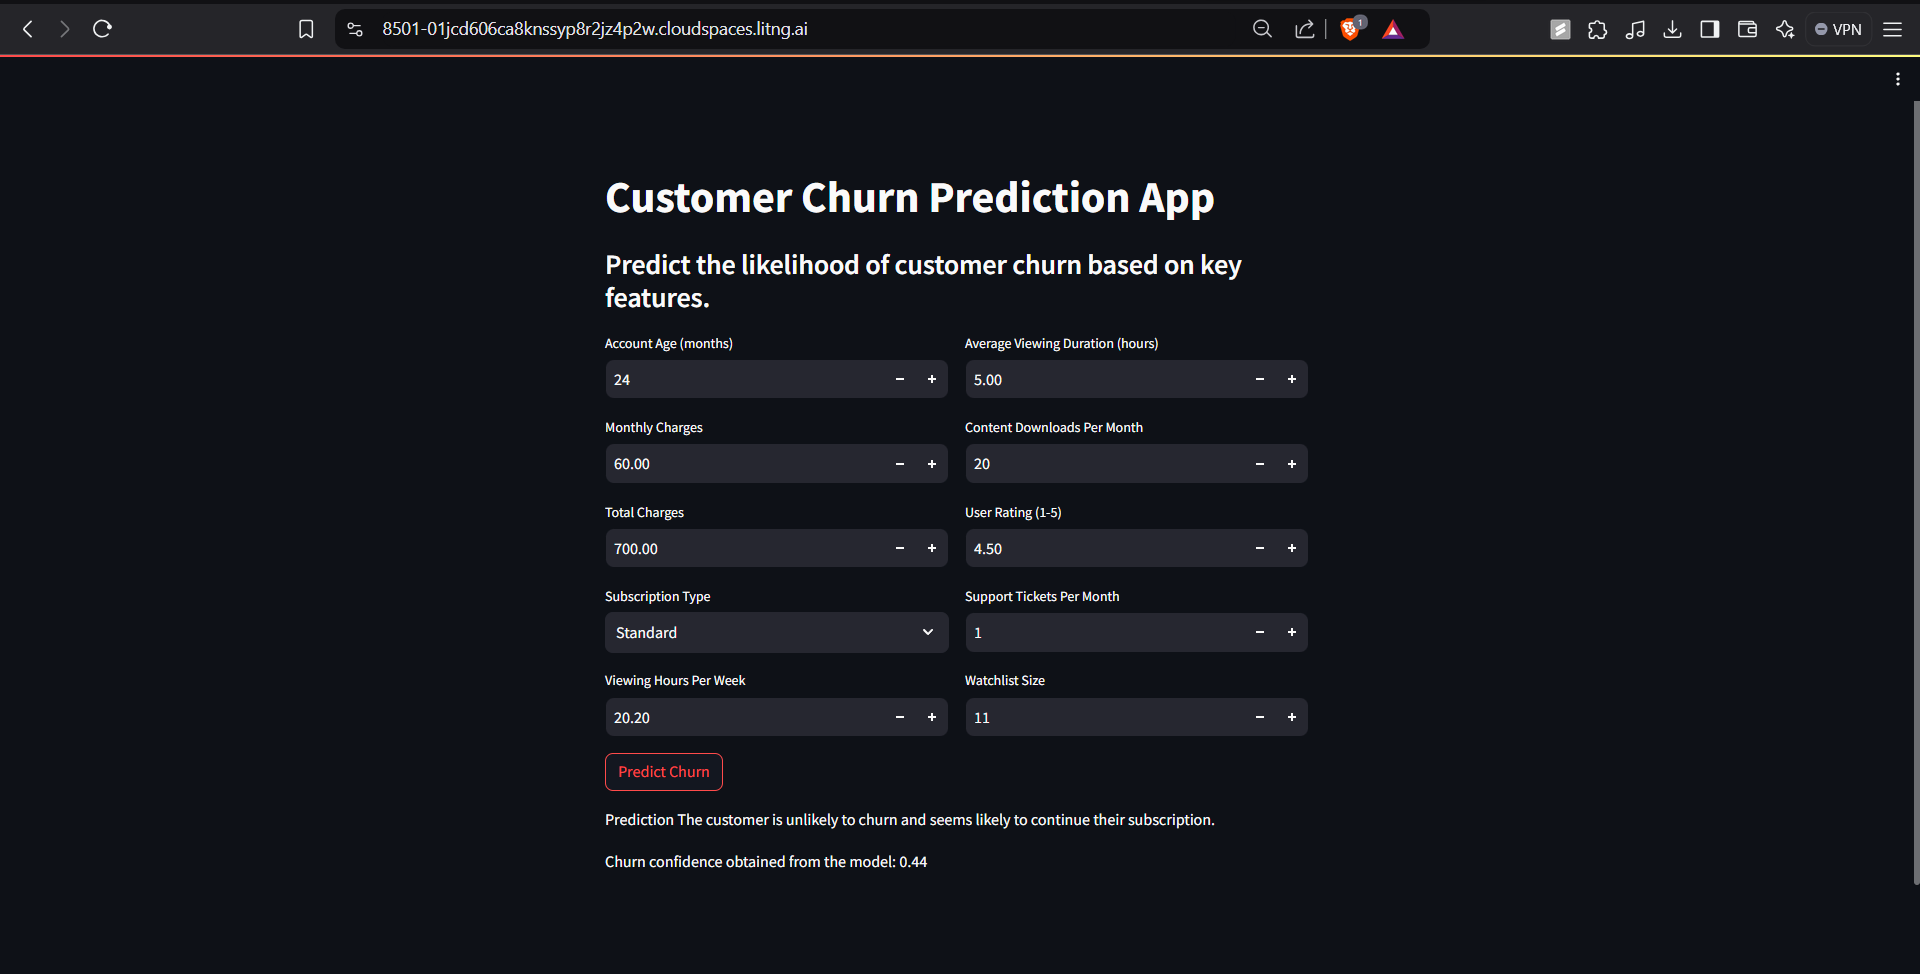 8501-01jcd606ca8knssyp8r2jz4p2w.cloudspaces.litng.ai
1
VPN
Customer Churn Prediction App
Predict the likelihood of customer churn based on key
features.
Account Age (months)
24
Average Viewing Duration (hours)
5.00
Monthly Charges
60.00
Content Downloads Per Month
20
Total Charges
700.00
User Rating (1-5)
4.50
Subscription Type
Standard
Support Tickets Per Month
1
Viewing Hours Per Week
20.20
Watchlist Size
11
Predict Churn
Prediction The customer is unlikely to churn and seems likely to continue their subscription.
Churn confidence obtained from the model: 0.44